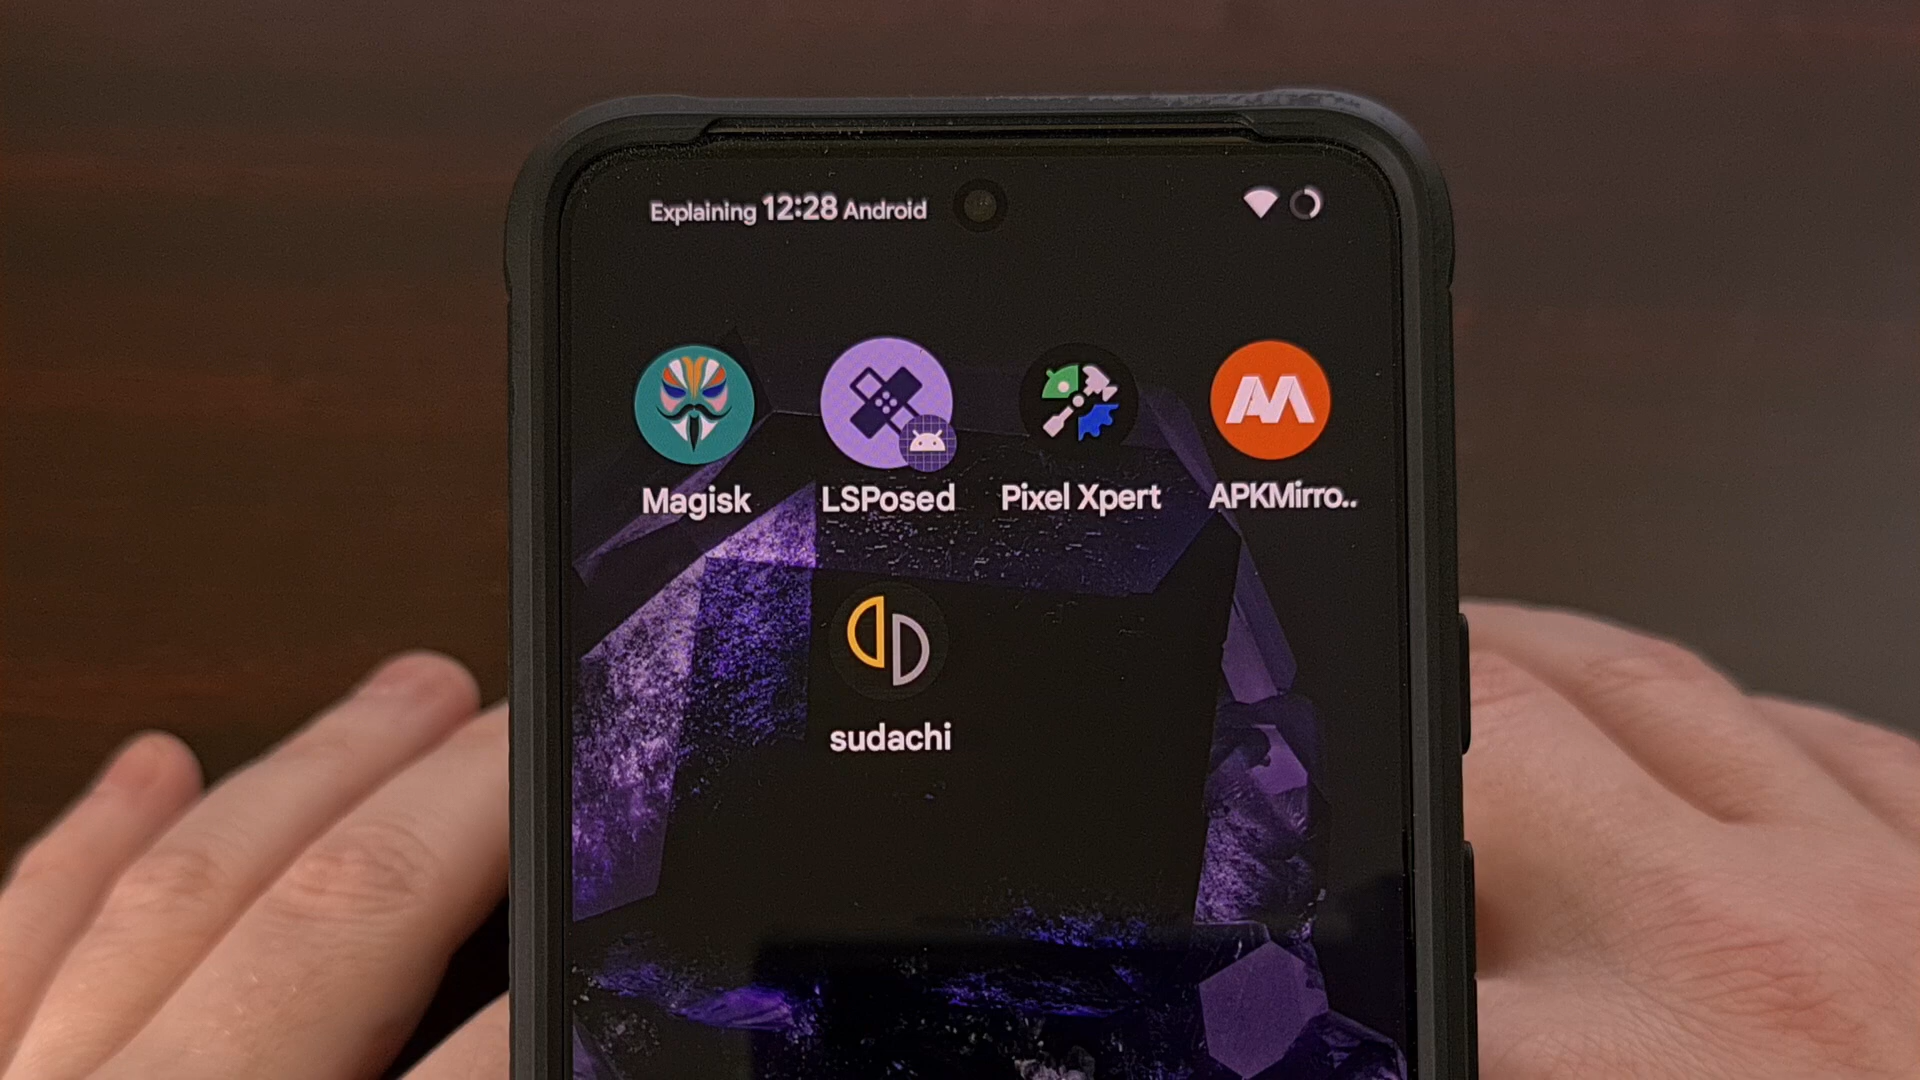 Explaining 12:28 Android
Magisk
LSPosed
Pixel Xpert
APKMirro..
sudachi